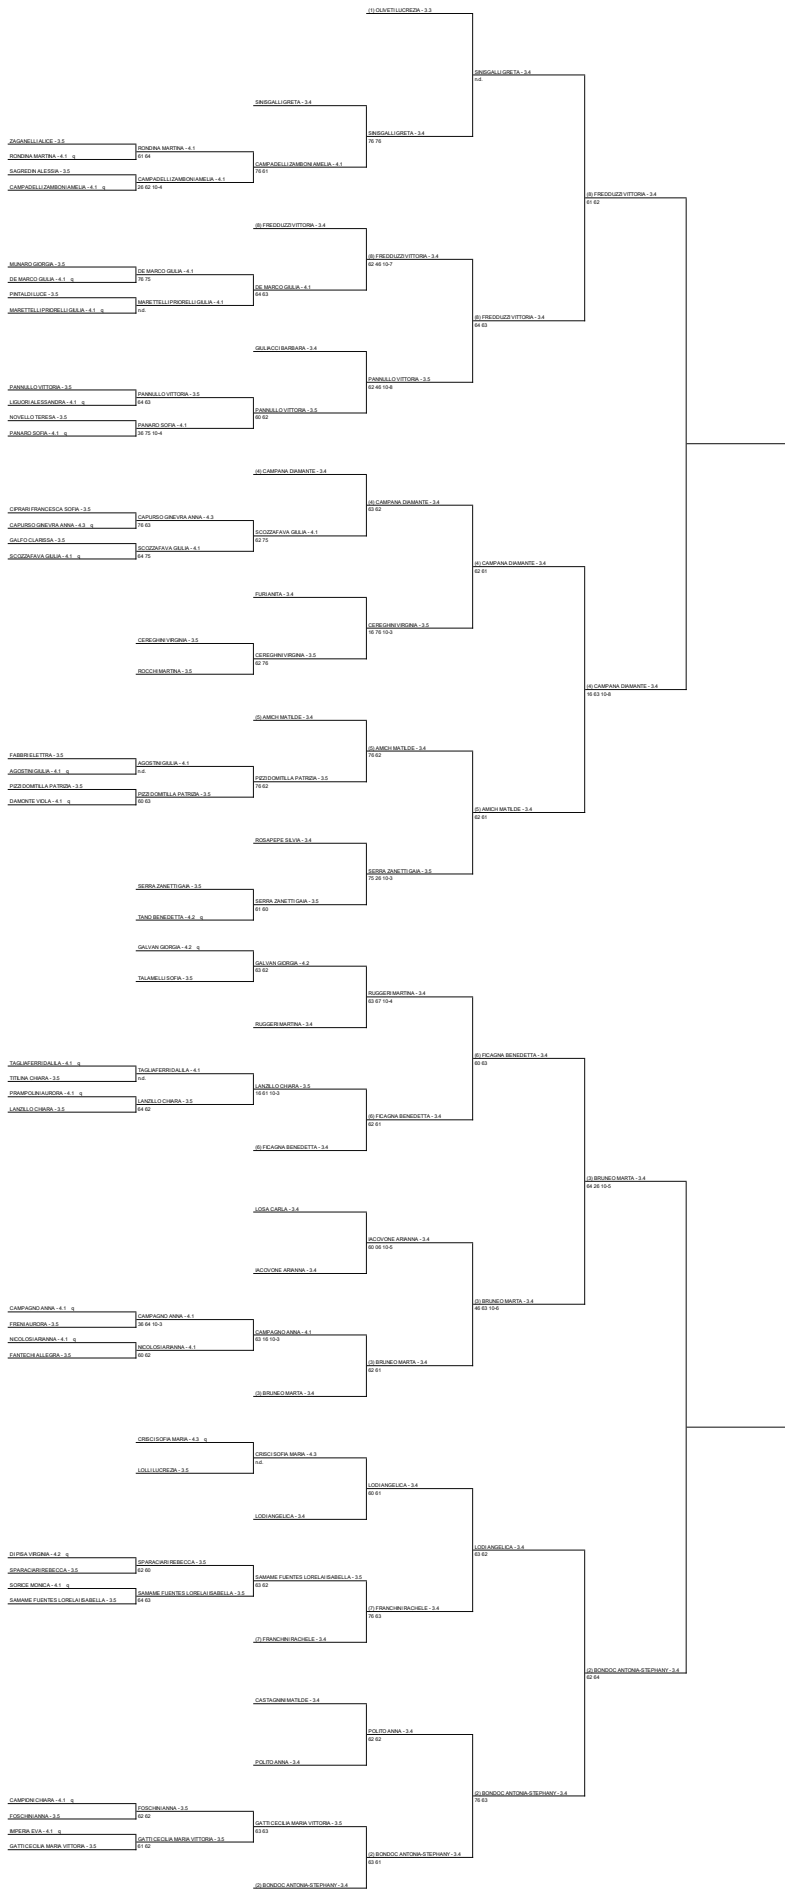 (1) OLIVETI LUCREZIA - 3.3
SINISGALLI GRETA - 3.4
n.d.
SINISGALLI GRETA - 3.4
SINISGALLI GRETA - 3.4
76 76
ZAGANELLI ALICE - 3.5
RONDINA MARTINA - 4.1
61 64
RONDINA MARTINA - 4.1 q
CAMPADELLI ZAMBONI AMELIA - 4.1
76 61
SAGREDIN ALESSIA - 3.5
CAMPADELLI ZAMBONI AMELIA - 4.1
26 62 10-4
CAMPADELLI ZAMBONI AMELIA - 4.1 q
(8) FREDDUZZI VITTORIA - 3.4
61 62
(8) FREDDUZZI VITTORIA - 3.4
(8) FREDDUZZI VITTORIA - 3.4
62 46 10-7
MUNARO GIORGIA - 3.5
DE MARCO GIULIA - 4.1
76 75
DE MARCO GIULIA - 4.1 q
DE MARCO GIULIA - 4.1
64 63
PINTALDI LUCE - 3.5
MARETTELLI PRIORELLI GIULIA - 4.1
n.d.
MARETTELLI PRIORELLI GIULIA - 4.1 q
(8) FREDDUZZI VITTORIA - 3.4
64 63
GIULIACCI BARBARA - 3.4
PANNULLO VITTORIA - 3.5
62 46 10-8
PANNULLO VITTORIA - 3.5
PANNULLO VITTORIA - 3.5
64 63
LIGUORI ALESSANDRA - 4.1 q
PANNULLO VITTORIA - 3.5
60 62
NOVELLO TERESA - 3.5
PANARO SOFIA - 4.1
36 75 10-4
PANARO SOFIA - 4.1 q
(4) CAMPANA DIAMANTE - 3.4
(4) CAMPANA DIAMANTE - 3.4
63 62
CIPRARI FRANCESCA SOFIA - 3.5
CAPURSO GINEVRA ANNA - 4.3
76 63
CAPURSO GINEVRA ANNA - 4.3 q
SCOZZAFAVA GIULIA - 4.1
62 75
GALFO CLARISSA - 3.5
SCOZZAFAVA GIULIA - 4.1
64 75
SCOZZAFAVA GIULIA - 4.1 q
(4) CAMPANA DIAMANTE - 3.4
62 61
FURI ANITA - 3.4
CEREGHINI VIRGINIA - 3.5
16 76 10-3
CEREGHINI VIRGINIA - 3.5
CEREGHINI VIRGINIA - 3.5
62 76
ROCCHI MARTINA - 3.5
(4) CAMPANA DIAMANTE - 3.4
16 63 10-8
(5) AMICH MATILDE - 3.4
(5) AMICH MATILDE - 3.4
76 62
FABBRI ELETTRA - 3.5
AGOSTINI GIULIA - 4.1
n.d.
AGOSTINI GIULIA - 4.1 q
PIZZI DOMITILLA PATRIZIA - 3.5
76 62
PIZZI DOMITILLA PATRIZIA - 3.5
PIZZI DOMITILLA PATRIZIA - 3.5
60 63
DAMONTE VIOLA - 4.1 q
(5) AMICH MATILDE - 3.4
62 61
ROSAPEPE SILVIA - 3.4
SERRA ZANETTI GAIA - 3.5
75 26 10-3
SERRA ZANETTI GAIA - 3.5
SERRA ZANETTI GAIA - 3.5
61 60
TANO BENEDETTA - 4.2 q
GALVAN GIORGIA - 4.2 q
GALVAN GIORGIA - 4.2
63 62
TALAMELLI SOFIA - 3.5
RUGGERI MARTINA - 3.4
63 67 10-4
RUGGERI MARTINA - 3.4
(6) FICAGNA BENEDETTA - 3.4
60 63
TAGLIAFERRI DALILA - 4.1 q
TAGLIAFERRI DALILA - 4.1
n.d.
TITILINA CHIARA - 3.5
LANZILLO CHIARA - 3.5
16 61 10-3
PRAMPOLINI AURORA - 4.1 q
LANZILLO CHIARA - 3.5
64 62
LANZILLO CHIARA - 3.5
(6) FICAGNA BENEDETTA - 3.4
62 61
(6) FICAGNA BENEDETTA - 3.4
(3) BRUNEO MARTA - 3.4
64 26 10-5
LOSA CARLA - 3.4
IACOVONE ARIANNA - 3.4
60 06 10-5
IACOVONE ARIANNA - 3.4
(3) BRUNEO MARTA - 3.4
46 63 10-6
CAMPAGNO ANNA - 4.1 q
CAMPAGNO ANNA - 4.1
36 64 10-3
FRENI AURORA - 3.5
CAMPAGNO ANNA - 4.1
63 16 10-3
NICOLOSI ARIANNA - 4.1 q
NICOLOSI ARIANNA - 4.1
60 62
FANTECHI ALLEGRA - 3.5
(3) BRUNEO MARTA - 3.4
62 61
(3) BRUNEO MARTA - 3.4
CRISCI SOFIA MARIA - 4.3 q
CRISCI SOFIA MARIA - 4.3
n.d.
LOLLI LUCREZIA - 3.5
LODI ANGELICA - 3.4
60 61
LODI ANGELICA - 3.4
LODI ANGELICA - 3.4
63 62
DI PISA VIRGINIA - 4.2 q
SPARACIARI REBECCA - 3.5
62 60
SPARACIARI REBECCA - 3.5
SAMAME FUENTES LORELAI ISABELLA - 3.5
63 62
SORICE MONICA - 4.1 q
SAMAME FUENTES LORELAI ISABELLA - 3.5
64 63
SAMAME FUENTES LORELAI ISABELLA - 3.5
(7) FRANCHINI RACHELE - 3.4
76 63
(7) FRANCHINI RACHELE - 3.4
(2) BONDOC ANTONIA-STEPHANY - 3.4
62 64
CASTAGNINI MATILDE - 3.4
POLITO ANNA - 3.4
62 62
POLITO ANNA - 3.4
(2) BONDOC ANTONIA-STEPHANY - 3.4
76 63
CAMPIONI CHIARA - 4.1 q
FOSCHINI ANNA - 3.5
62 62
FOSCHINI ANNA - 3.5
GATTI CECILIA MARIA VITTORIA - 3.5
63 63
IMPERIA EVA - 4.1 q
GATTI CECILIA MARIA VITTORIA - 3.5
61 62
GATTI CECILIA MARIA VITTORIA - 3.5
(2) BONDOC ANTONIA-STEPHANY - 3.4
63 61
(2) BONDOC ANTONIA-STEPHANY - 3.4